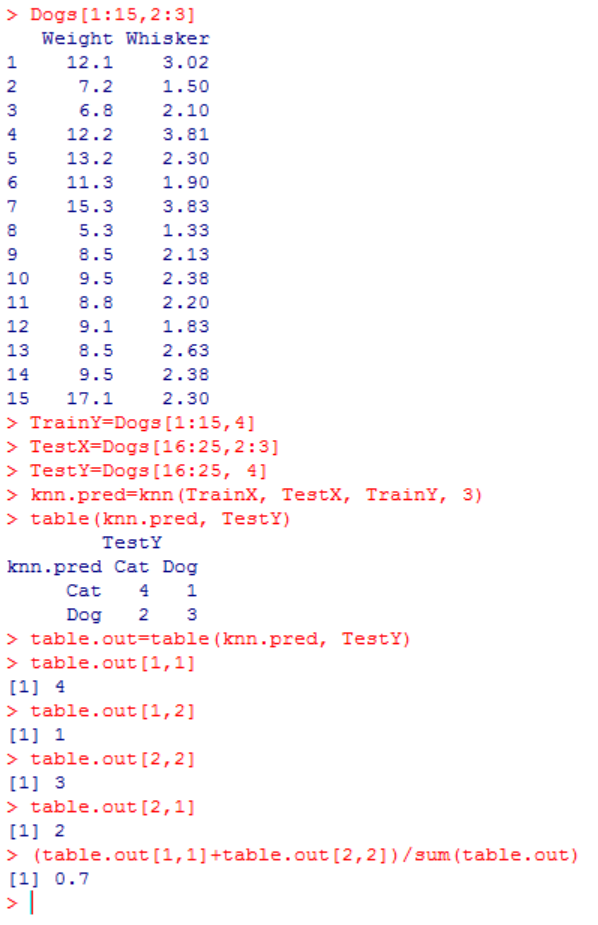 > Dogs[1:15,2:3]
   Weight Whisker
1    12.1    3.02
2     7.2    1.50
3     6.8    2.10
4    12.2    3.81
5    13.2    2.30
6    11.3    1.90
7    15.3    3.83
8     5.3    1.33
9     8.5    2.13
10    9.5    2.38
11    8.8    2.20
12    9.1    1.83
13    8.5    2.63
14    9.5    2.38
15   17.1    2.30
> TrainY=Dogs[1:15,4]
> TestX=Dogs[16:25,2:3]
> TestY=Dogs[16:25, 4]
> knn.pred=knn(TrainX, TestX, TrainY, 3)
> table(knn.pred, TestY)
        TestY
knn.pred Cat Dog
     Cat   4   1
     Dog   2   3
> table.out=table(knn.pred, TestY)
> table.out[1,1]
[1] 4
> table.out[1,2]
[1] 1
> table.out[2,2]
[1] 3
> table.out[2,1]
[1] 2
> (table.out[1,1]+table.out[2,2])/sum(table.out)
[1] 0.7
>